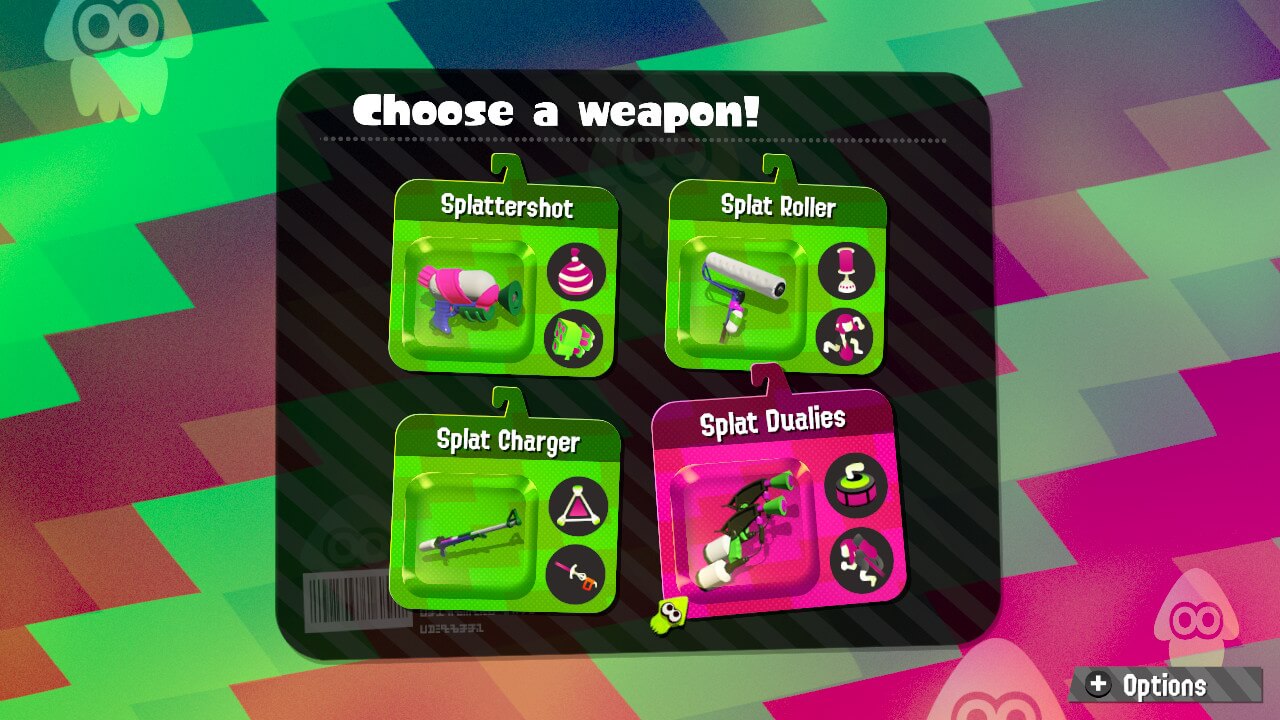 Choose a weapon!
Splattershot
Splat Roller
Splat Charger
Splat Dualies
+ Options